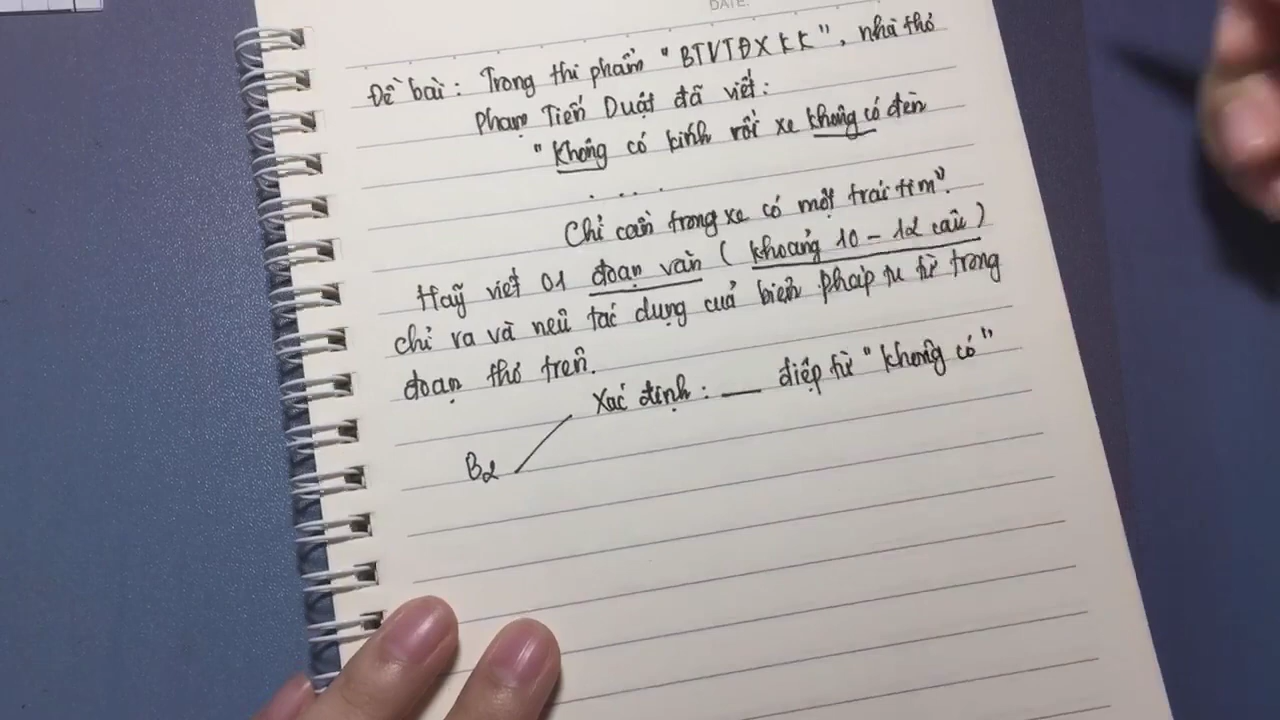 DATE:
Đề bài: Trong thi phẩm "BTVTĐXKK", nhà thơ
Phạm Tiến Duật đã viết:
"Không có kính rồi xe không có đèn
. . . .
Chỉ cần trong xe có một trái tim".
Hãy viết 01 đoạn văn (khoảng 10 - 12 câu)
chỉ ra và nêu tác dụng của biện pháp tu từ trong
đoạn thơ trên.
Xác định: __ điệp từ "không có"
B2